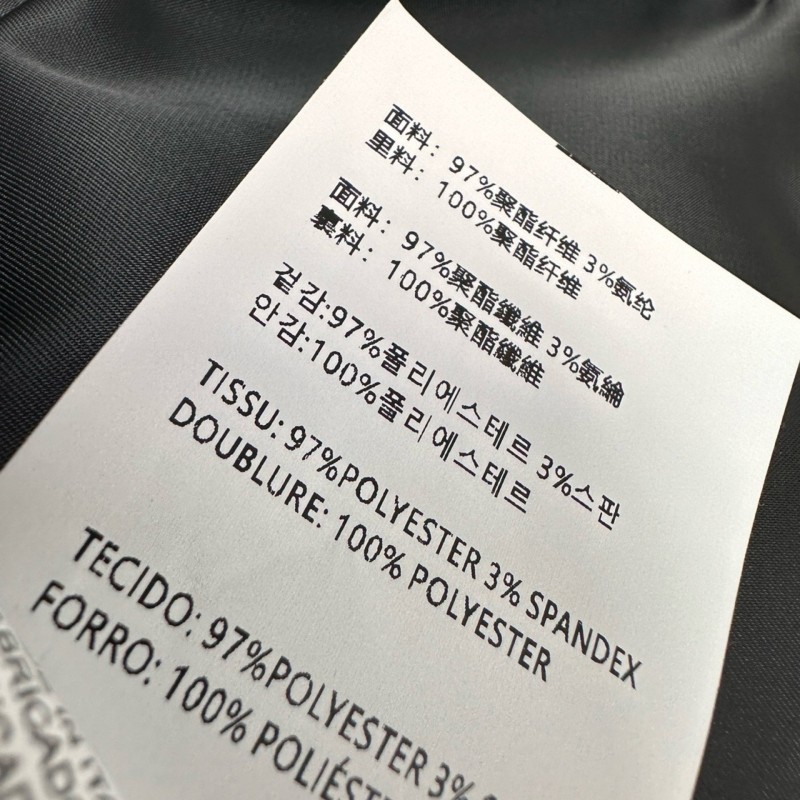 面料: 97%聚酯纤维 3%氨纶
里料: 100%聚酯纤维
面料: 97%聚酯纖維 3%氨綸
裏料: 100%聚酯纖維
겉감:97%폴리에스테르 3%스판
안감:100%폴리에스테르
TISSU: 97%POLYESTER 3% SPANDEX
DOUBLURE: 100% POLYESTER
TECIDO: 97%POLYESTER 3%
FORRO: 100% POLIÉST